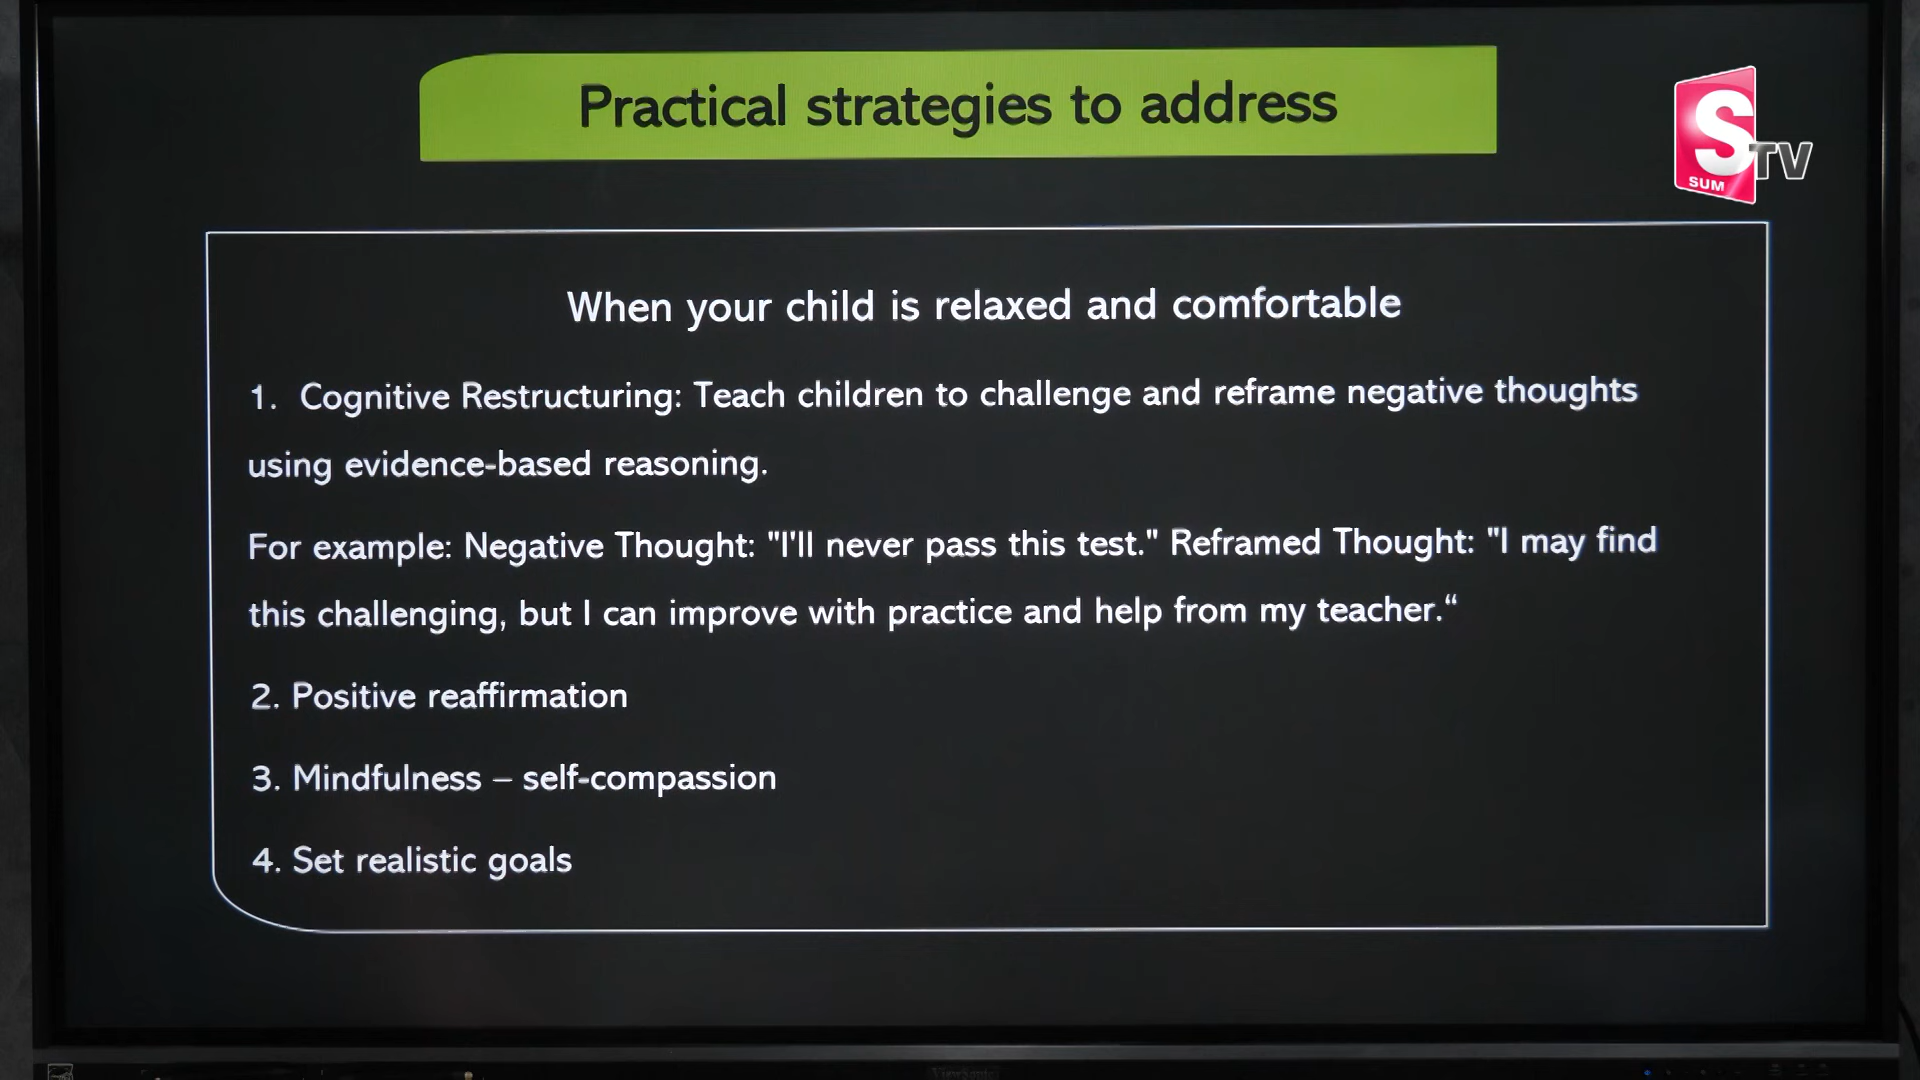 Practical strategies to address
S
SUM
TV
When your child is relaxed and comfortable
1. Cognitive Restructuring: Teach children to challenge and reframe negative thoughts
using evidence-based reasoning.
For example: Negative Thought: "I'll never pass this test." Reframed Thought: "I may find
this challenging, but I can improve with practice and help from my teacher.“
2. Positive reaffirmation
3. Mindfulness – self-compassion
4. Set realistic goals
ViewSonic